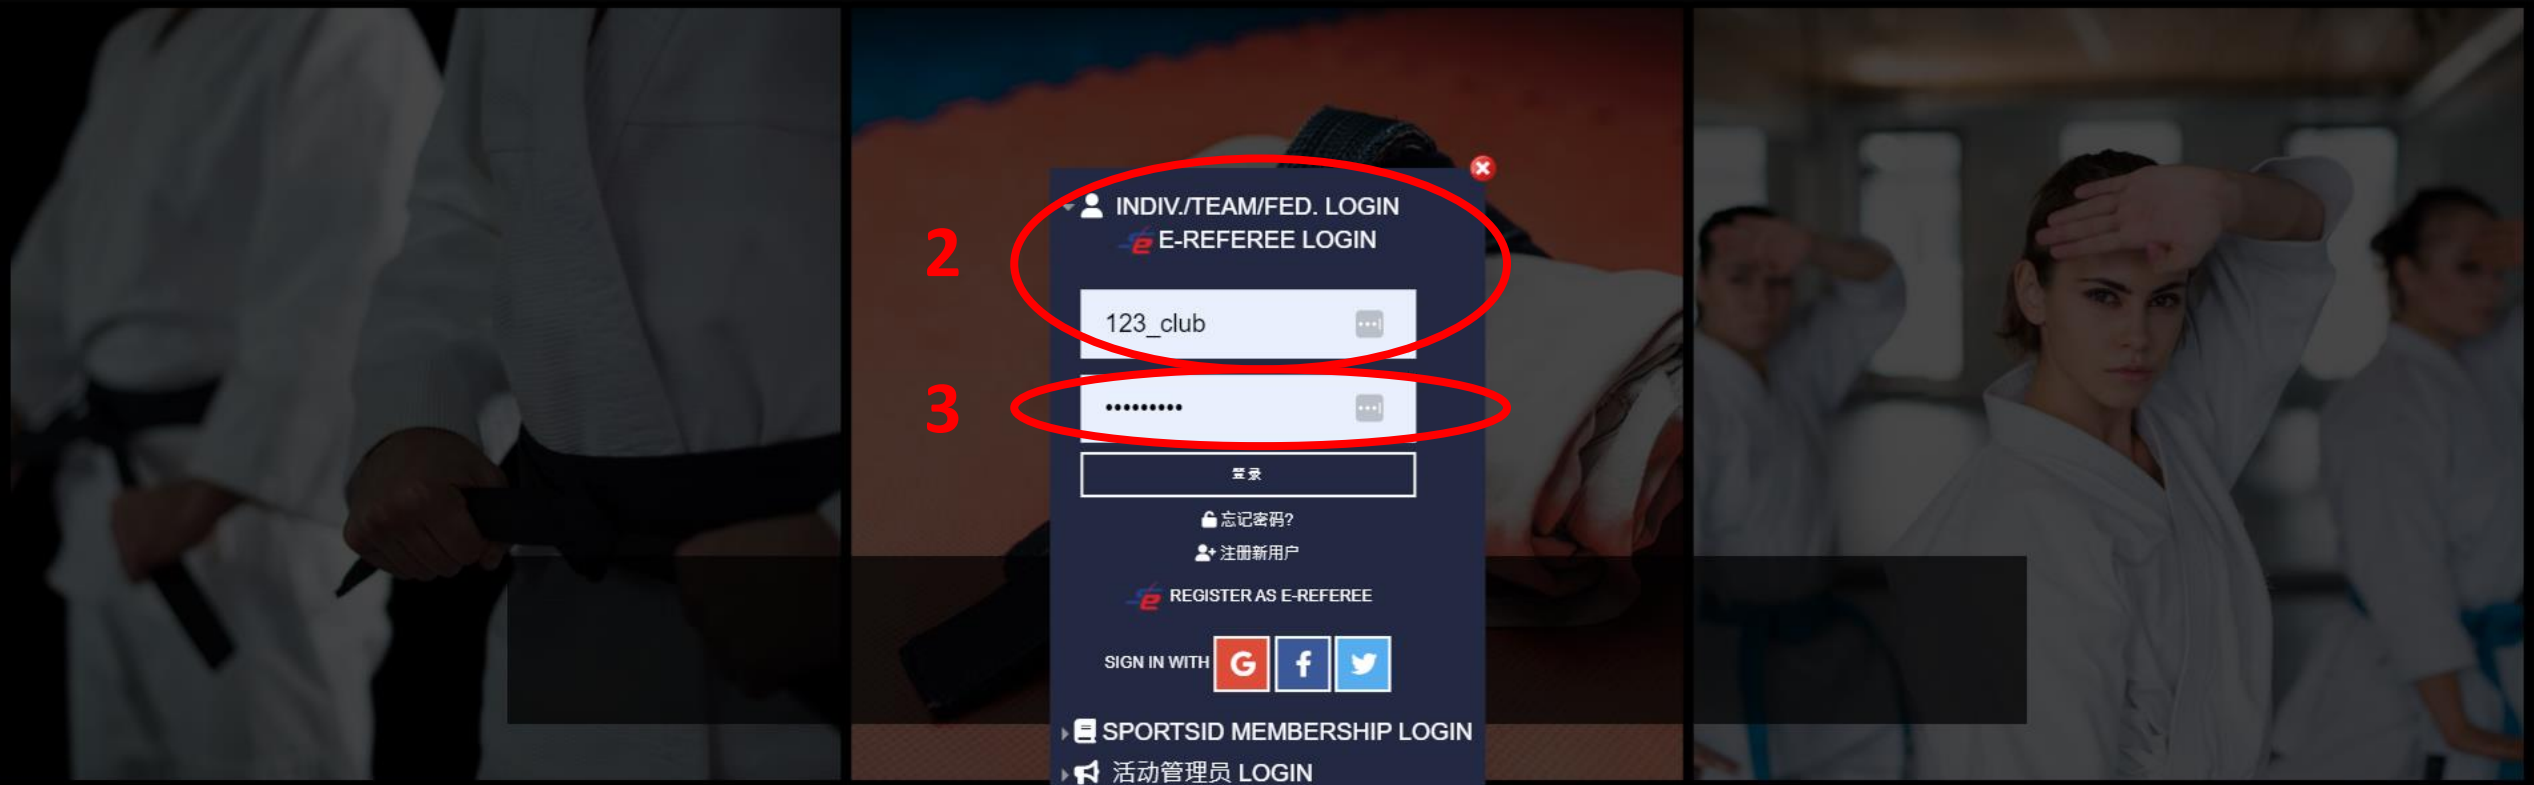 INDIV./TEAM/FED. LOGIN
E-REFEREE LOGIN
2
123_club
3
•••••••••
登录
忘记密码?
注册新用户
REGISTER AS E-REFEREE
SIGN IN WITH
SPORTSID MEMBERSHIP LOGIN
活动管理员 LOGIN